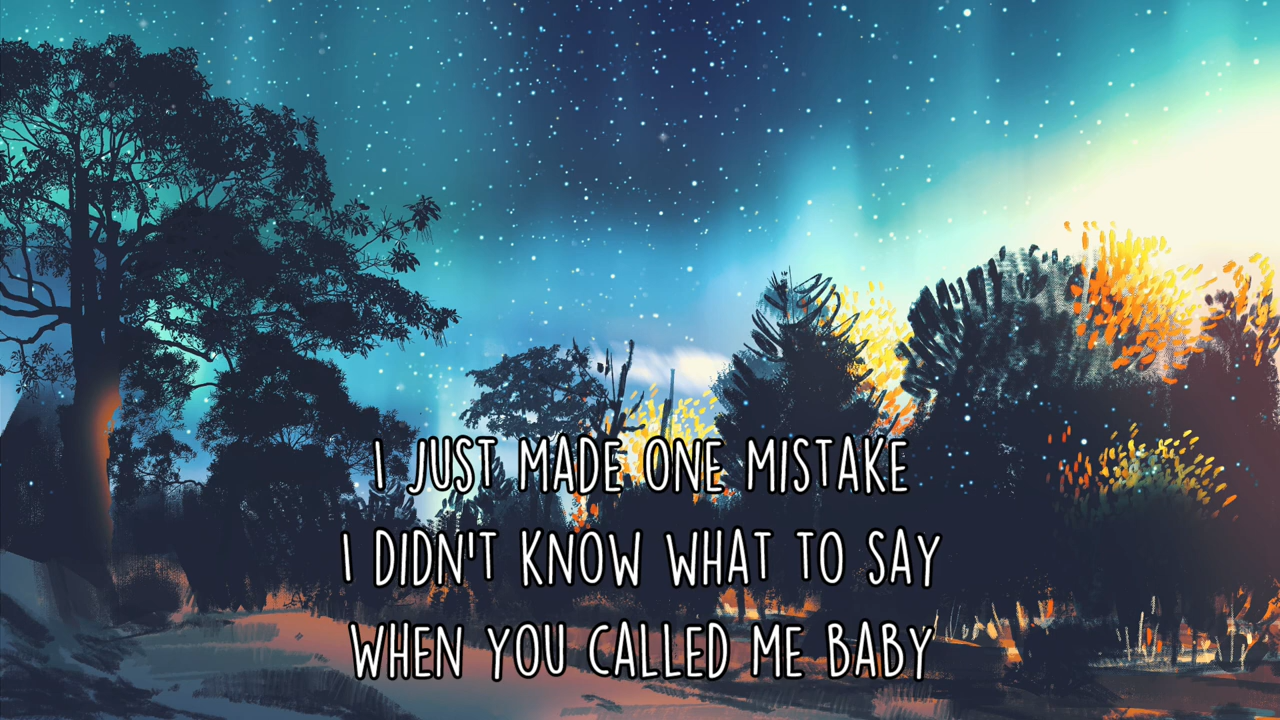 I JUST MADE ONE MISTAKE
I DIDN'T KNOW WHAT TO SAY
WHEN YOU CALLED ME BABY